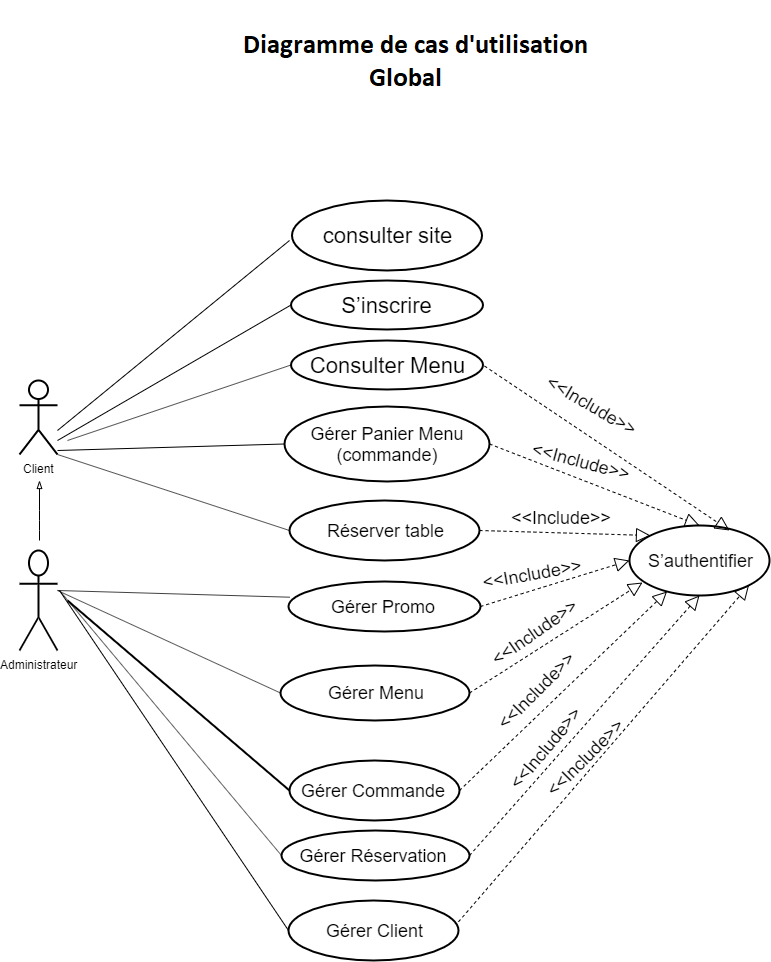 Diagramme de cas d'utilisation
Global
consulter site
S’inscrire
Consulter Menu
<<Include>>
Client
Gérer Panier Menu
(commande)
<<Include>>
Réserver table
<<Include>>
S’authentifier
Administrateur
Gérer Promo
<<Include>>
Gérer Menu
<<Include>>
Gérer Commande
<<Include>>
Gérer Réservation
<<Include>>
Gérer Client
<<Include>>